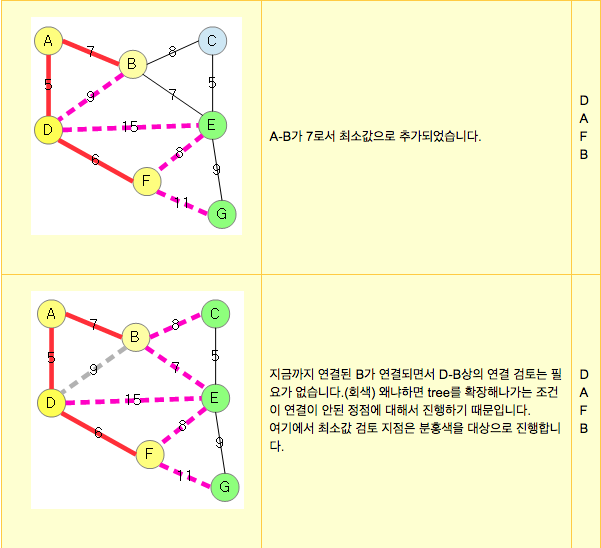 A
7
B
8
C
5
9
7
5
D
15
E
6
8
F
9
11
G
A-B가 7로서 최소값으로 추가되었습니다.
D
A
F
B
A
7
B
8
C
5
9
7
5
D
15
E
6
8
F
9
11
G
지금까지 연결된 B가 연결되면서 D-B상의 연결 검토는 필
요가 없습니다.(회색) 왜냐하면 tree를 확장해나가는 조건
이 연결이 안된 정점에 대해서 진행하기 때문입니다.
여기에서 최소값 검토 지점은 분홍색을 대상으로 진행합니
다.
D
A
F
B